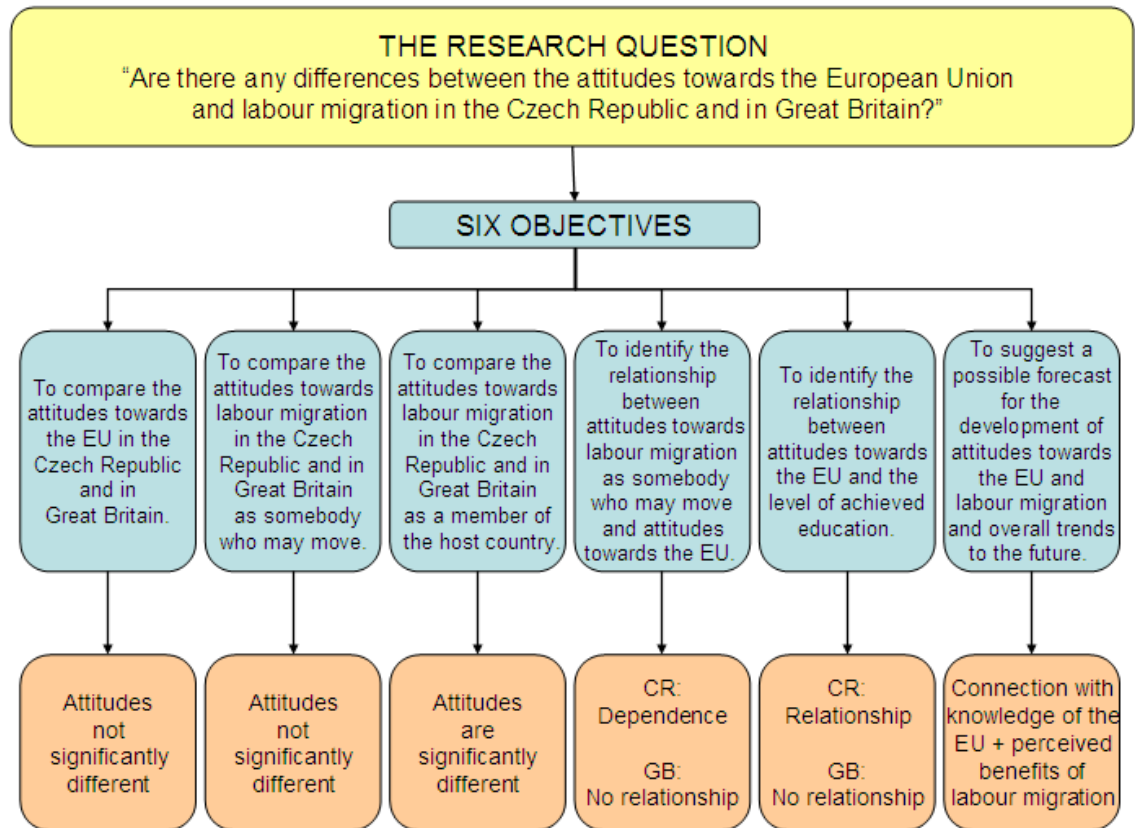 THE RESEARCH QUESTION
“Are there any differences between the attitudes towards the European Union
and labour migration in the Czech Republic and in Great Britain?”
SIX OBJECTIVES
To compare the
attitudes towards
the EU in the
Czech Republic
and in
Great Britain.
To compare the
attitudes towards
labour migration
in the Czech
Republic and in
Great Britain
as somebody
who may move.
To compare the
attitudes towards
labour migration
in the Czech
Republic and in
Great Britain
as a member of
the host country.
To identify the
relationship
between
attitudes towards
labour migration
as somebody
who may move
and attitudes
towards the EU.
To identify the
relationship
between
attitudes towards
the EU and the
level of achieved
education.
To suggest a
possible forecast
for the
development of
attitudes towards
the EU and
labour migration
and overall trends
to the future.
Attitudes
not
significantly
different
Attitudes
not
significantly
different
Attitudes
are
significantly
different
CR:
Dependence
GB:
No relationship
CR:
Relationship
GB:
No relationship
Connection with
knowledge of the
EU + perceived
benefits of
labour migration